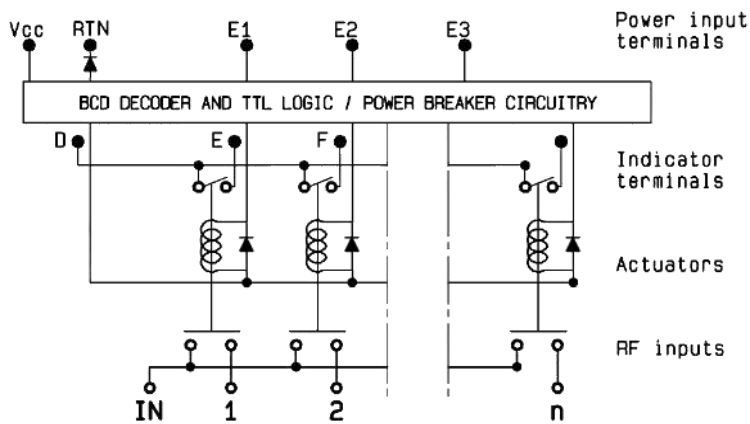 Vcc RTN E1 E2 E3 Power input
terminals
BCD DECODER AND TTL LOGIC / POWER BREAKER CIRCUITRY
D E F
Indicator
terminals
Actuators
RF inputs
IN 1 2 n